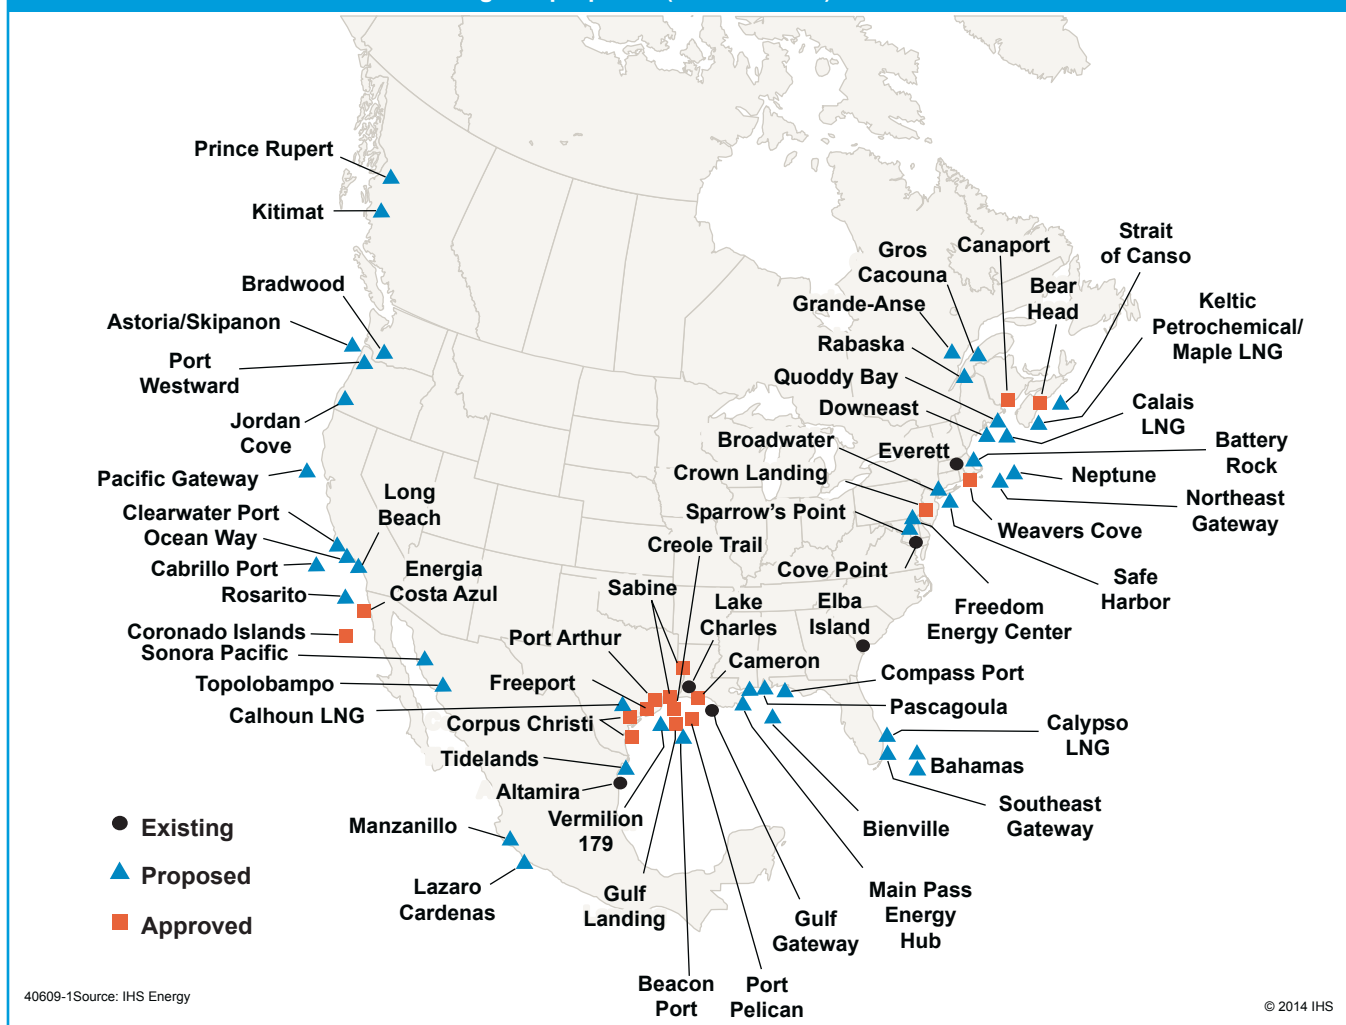 Prince Rupert
Kitimat
Bradwood
Astoria/Skipanon
Port
Westward
Jordan
Cove
Pacific Gateway
Long
Beach
Clearwater Port
Ocean Way
Cabrillo Port
Energia
Costa Azul
Rosarito
Coronado Islands
Sonora Pacific
Topolobampo
Calhoun LNG
Port Arthur
Freeport
Corpus Christi
Tidelands
Altamira
Vermilion
179
Manzanillo
Lazaro
Cardenas
Gulf
Landing
Beacon
Port
Port
Pelican
Gulf
Gateway
Main Pass
Energy
Hub
Bienville
Southeast
Gateway
Bahamas
Calypso
LNG
Pascagoula
Compass Port
Cameron
Lake
Charles
Elba
Island
Sabine
Creole Trail
Cove Point
Sparrow's Point
Crown Landing
Broadwater
Everett
Freedom
Energy Center
Safe
Harbor
Weavers Cove
Northeast
Gateway
Neptune
Battery
Rock
Calais
LNG
Downeast
Quoddy Bay
Rabaska
Grande-Anse
Gros
Cacouna
Canaport
Bear
Head
Strait
of Canso
Keltic
Petrochemical/
Maple LNG
Existing
Proposed
Approved
40609-1Source: IHS Energy
© 2014 IHS